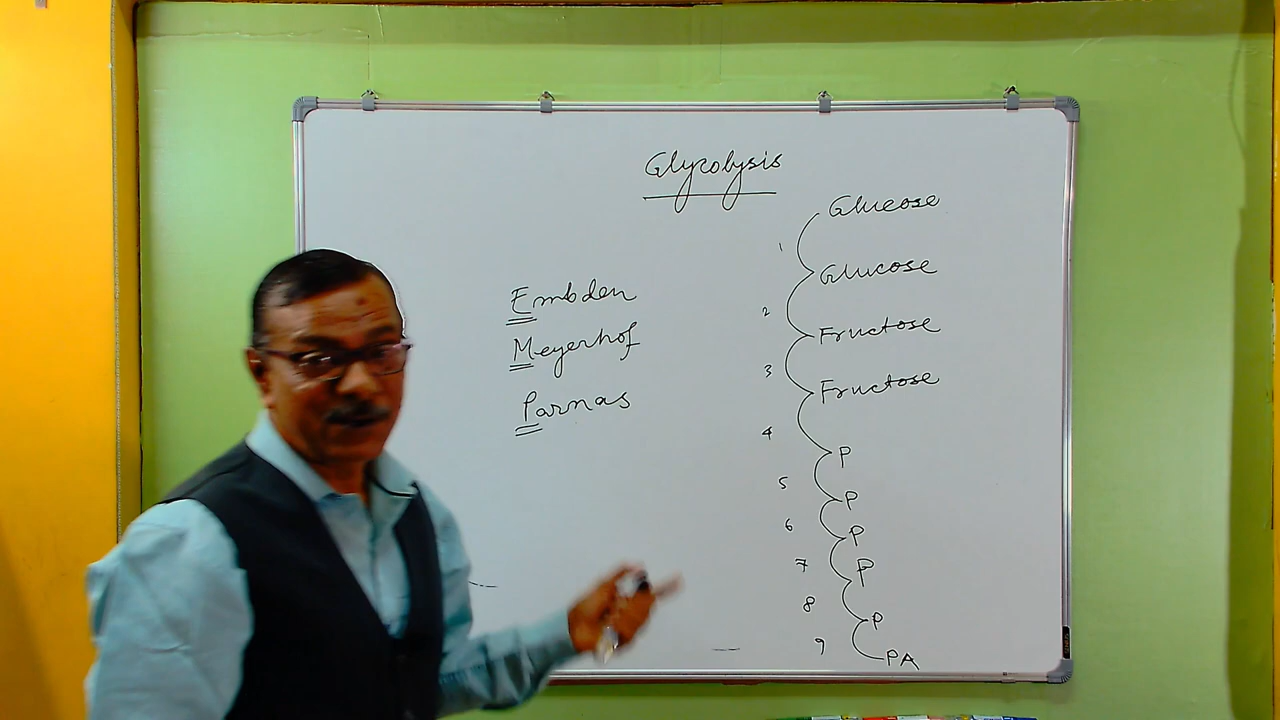 Glycolysis
Embden
Meyerhof
Parnas
Glucose
1
Glucose
2
Fructose
3
Fructose
4
P
5
P
6
P
7
P
8
P
9
PA